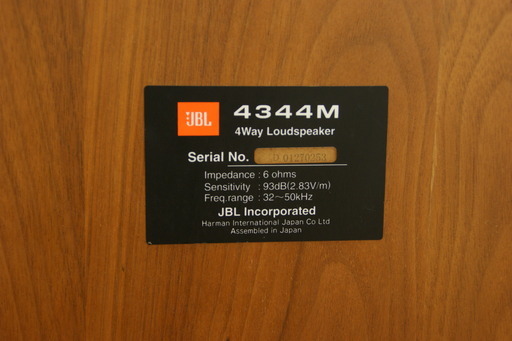 JBL
4344M
4Way Loudspeaker
Serial No.
Impedance : 6 ohms
Sensitivity : 93dB(2.83V/m)
Freq.range : 32~50kHz
JBL Incorporated
Harman International Japan Co Ltd
Assembled in Japan